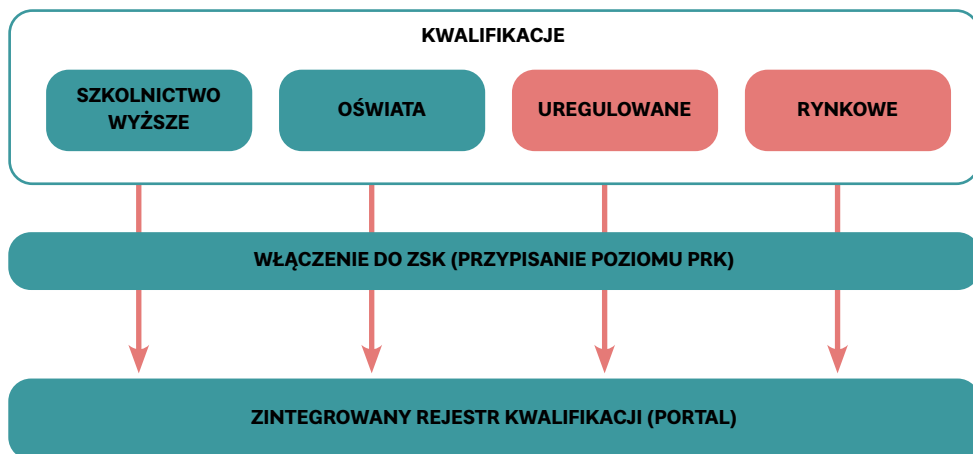 KWALIFIKACJE
SZKOLNICTWO
WYŻSZE
OŚWIATA
UREGULOWANE
RYNKOWE
WŁĄCZENIE DO ZSK (PRZYPISANIE POZIOMU PRK)
ZINTEGROWANY REJESTR KWALIFIKACJI (PORTAL)